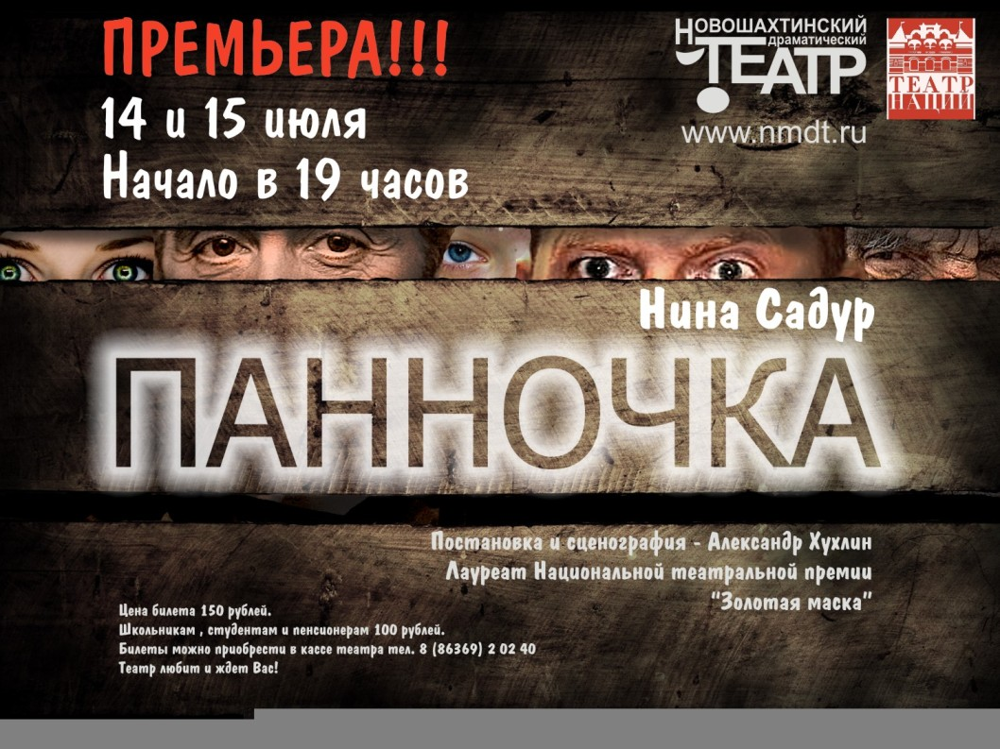 ПРЕМЬЕРА!!!
14 и 15 июля
Начало в 19 часов
НОВОШАХТИНСКИЙ
драматический
ТЕАТР
www.nmdt.ru
ТЕАТР
НАЦИЙ
Нина Садур
ПАННОЧКА
Постановка и сценография - Александр Хухлин
Лауреат Национальной театральной премии
“Золотая маска”
Цена билета 150 рублей.
Школьникам , студентам и пенсионерам 100 рублей.
Билеты можно приобрести в кассе театра тел. 8 (86369) 2 02 40
Театр любит и ждет Вас!